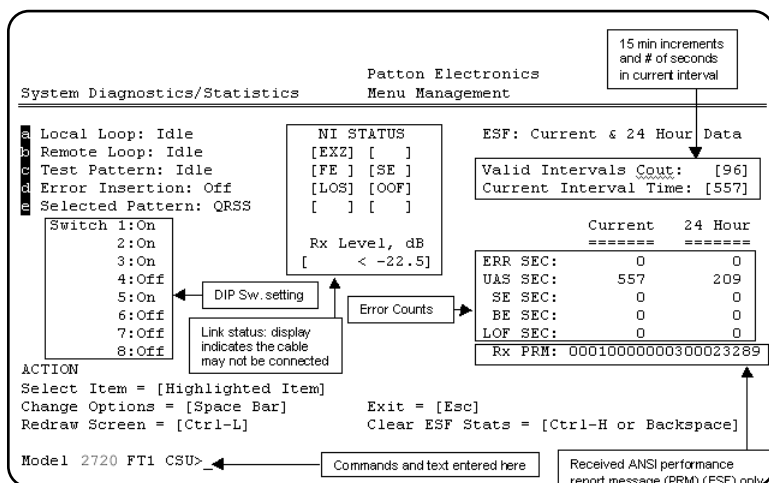 15 min increments
and # of seconds
in current interval
Patton Electronics
System Diagnostics/Statistics Menu Management
a Local Loop: Idle
b Remote Loop: Idle
c Test Pattern: Idle
d Error Insertion: Off
e Selected Pattern: QRSS
Switch 1:On
2:On
3:On
4:Off
5:On
6:Off
7:Off
8:Off
DIP Sw. setting
NI STATUS
[EXZ] [ ]
[FE ] [SE ]
[LOS] [OOF]
[ ] [ ]
Rx Level, dB
[ < -22.5]
Link status: display
indicates the cable
may not be connected
ESF: Current & 24 Hour Data
Valid Intervals Cout: [96]
Current Interval Time: [557]
Current 24 Hour
======= =======
ERR SEC: 0 0
UAS SEC: 557 209
SE SEC: 0 0
BE SEC: 0 0
LOF SEC: 0 0
Error Counts
Rx PRM: 00010000000300023289
ACTION
Select Item = [Highlighted Item]
Change Options = [Space Bar] Exit = [Esc]
Redraw Screen = [Ctrl-L] Clear ESF Stats = [Ctrl-H or Backspace]
Model 2720 FT1 CSU>_
Commands and text entered here
Received ANSI performance
report message (PRM) (ESF) only